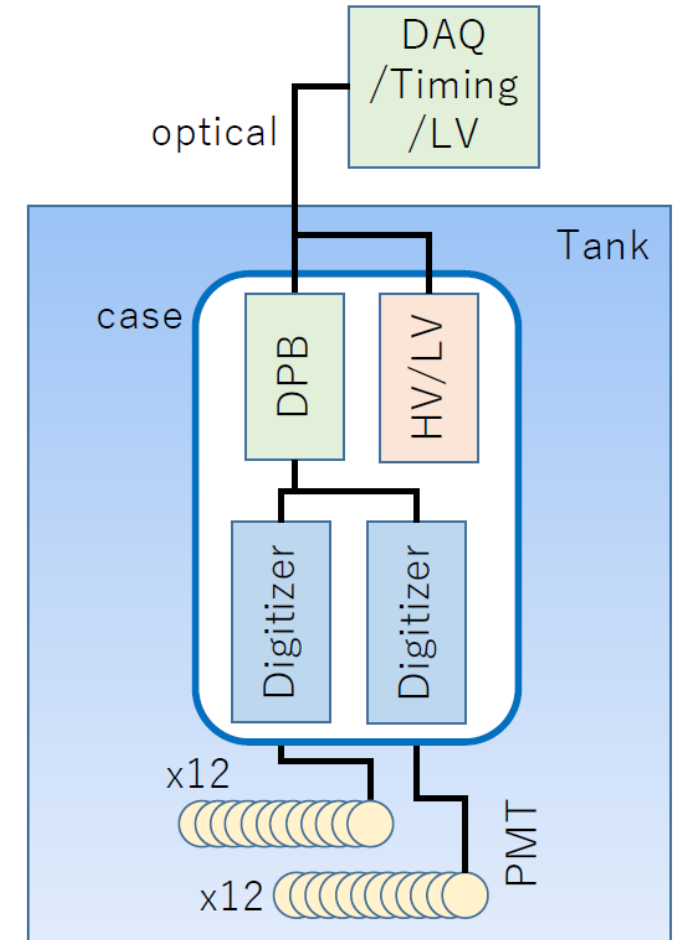 DAQ
/Timing
/LV
optical
Tank
case
DPB
HV/LV
Digitizer
Digitizer
x12
PMT
x12